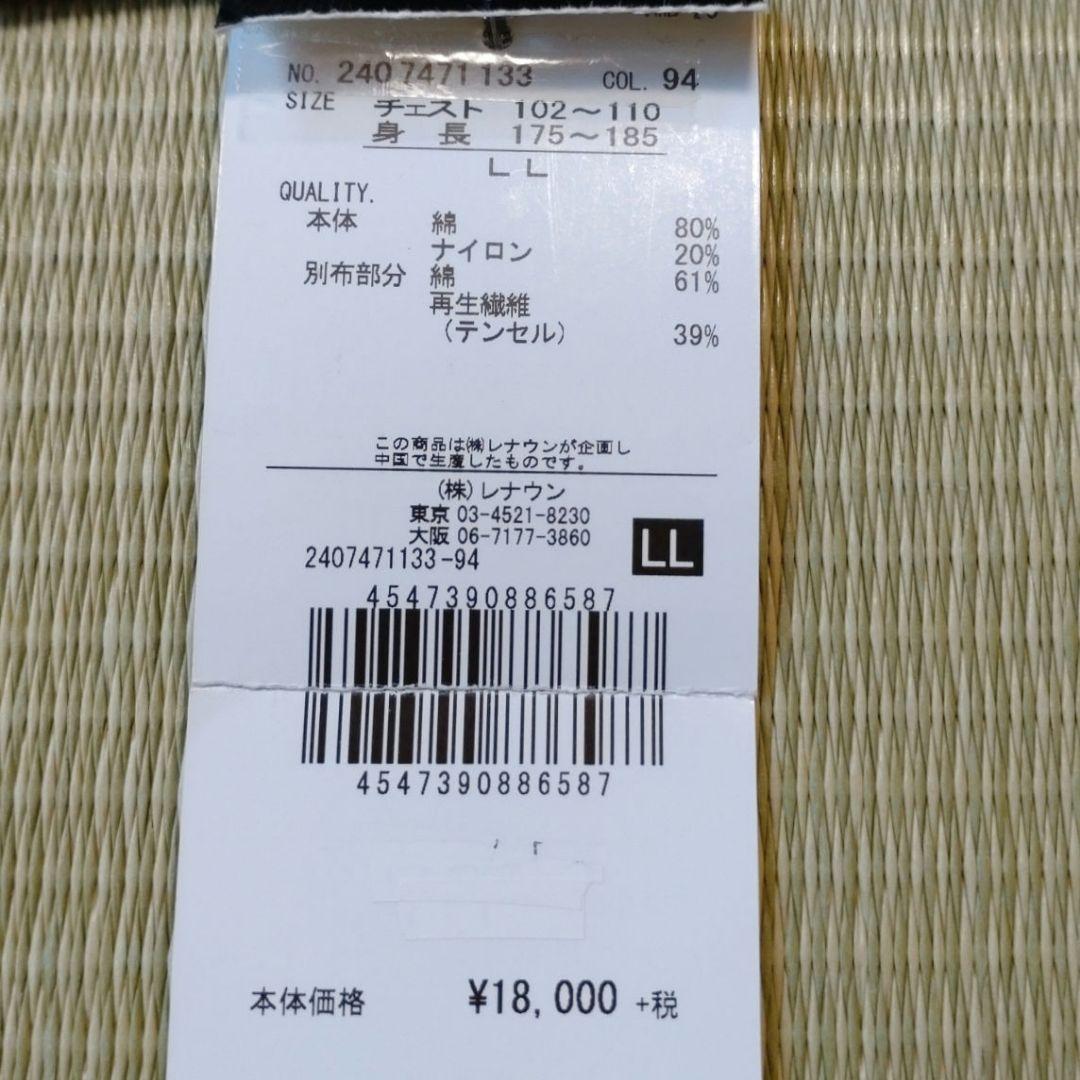 NO. 2407471133 COL. 94
SIZE チェスト 102～110
身長 175～185
LL
QUALITY.
本体 綿 80%
ナイロン 20%
別布部分 綿 61%
再生繊維
(テンセル) 39%
この商品は㈱レナウンが企画し
中国で生産したものです。
(株)レナウン
東京 03-4521-8230
大阪 06-7177-3860
2407471133-94
LL
4547390886587
4547390886587
本体価格 ¥18,000 +税